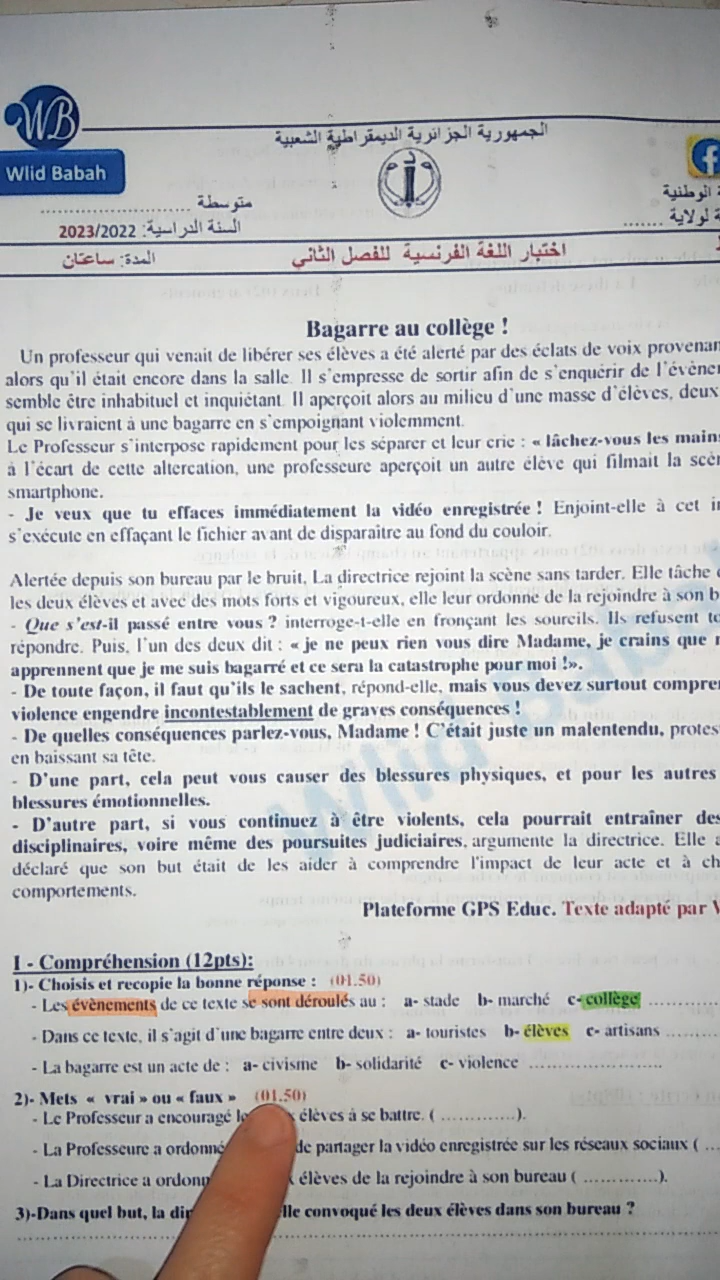 WB
Wlid Babah
الجمهورية الجزائرية الديمقراطية الشعبية
الوطنية
متوسطة ............................
لولاية .......
السنة الدراسية: 2023/2022
اختبار اللغة الفرنسية للفصل الثاني
المدة: ساعتان
Bagarre au collège !
Un professeur qui venait de libérer ses élèves a été alerté par des éclats de voix
alors qu'il était encore dans la salle. Il s'empresse de sortir afin de s'enquérir de
semble être inhabituel et inquiétant. Il aperçoit alors au milieu d'une masse d'élèves, deux
qui se livraient à une bagarre en s'empoignant violemment.
Le Professeur s'interpose rapidement pour les séparer et leur crie : « lâchez-vous les
à l'écart de cette altercation, une professeure aperçoit un autre élève qui filmait la
smartphone.
- Je veux que tu effaces immédiatement la vidéo enregistrée ! Enjoint-elle à cet
s'exécute en effaçant le fichier avant de disparaître au fond du couloir.
Alertée depuis son bureau par le bruit, La directrice rejoint la scène sans tarder. Elle tâche
les deux élèves et avec des mots forts et vigoureux, elle leur ordonne de la rejoindre à son
- Que s'est-il passé entre vous ? interroge-t-elle en fronçant les sourcils. Ils refusent
répondre. Puis, l'un des deux dit : « je ne peux rien vous dire Madame, je crains que
apprennent que je me suis bagarré et ce sera la catastrophe pour moi !».
- De toute façon, il faut qu'ils le sachent, répond-elle, mais vous devez surtout
violence engendre incontestablement de graves conséquences !
- De quelles conséquences parlez-vous, Madame ! C'était juste un malentendu,
en baissant sa tête.
- D'une part, cela peut vous causer des blessures physiques, et pour les autres
blessures émotionnelles.
- D'autre part, si vous continuez à être violents, cela pourrait entraîner des
disciplinaires, voire même des poursuites judiciaires, argumente la directrice. Elle
déclaré que son but était de les aider à comprendre l'impact de leur acte et à
comportements.
Plateforme GPS Educ. Texte adapté par
I - Compréhension (12pts):
1)- Choisis et recopie la bonne réponse : (01.50)
- Les évènements de ce texte se sont déroulés au : a- stade b- marché c- collège ............
- Dans ce texte, il s'agit d'une bagarre entre deux : a- touristes b- élèves c- artisans .........
- La bagarre est un acte de : a- civisme b- solidarité c- violence ........................
2)- Mets « vrai » ou « faux » (01.50)
- Le Professeur a encouragé élèves à se battre. ( .............).
- La Professeure a ordonné de partager la vidéo enregistrée sur les réseaux sociaux ( ...
- La Directrice a élèves de la rejoindre à son bureau ( .............).
3)-Dans quel but, la convoqué les deux élèves dans son bureau ?